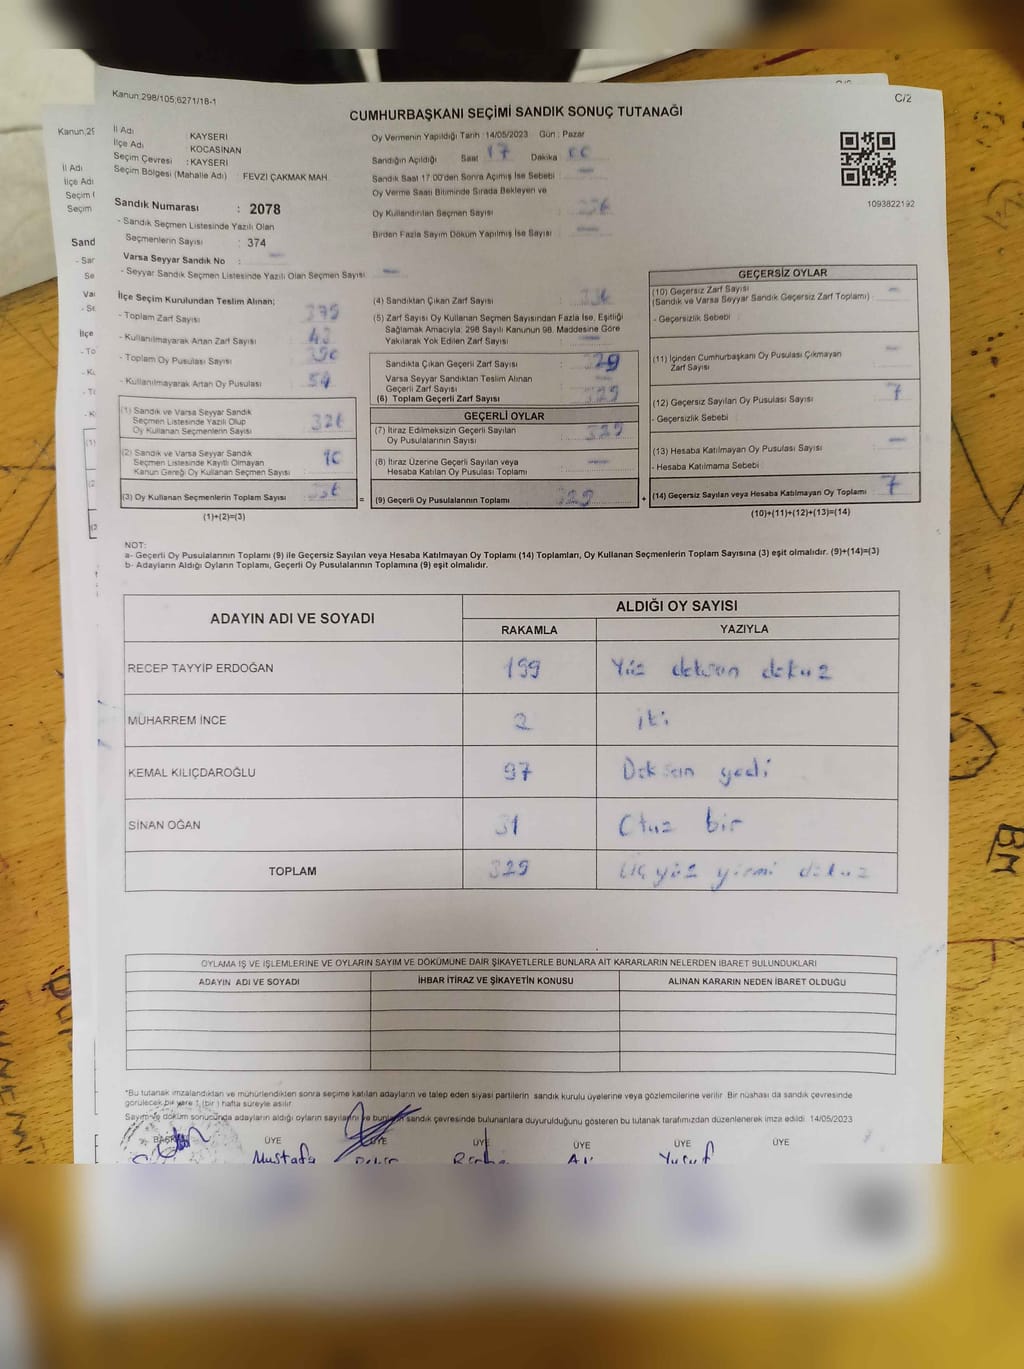 Kanun;298/105;6271/18-1
C/2
CUMHURBAŞKANI SEÇİMİ SANDIK SONUÇ TUTANAĞI
İl Adı KAYSERİ
İlçe Adı KOCASİNAN
Seçim Çevresi : KAYSERİ
Seçim Bölgesi (Mahalle Adı) FEVZİ ÇAKMAK MAH.
Sandık Numarası : 2078
- Sandık Seçmen Listesinde Yazılı Olan
Seçmenlerin Sayısı : 374
Varsa Seyyar Sandık No : -
- Seyyar Sandık Seçmen Listesinde Yazılı Olan Seçmen Sayısı : -
Oy Vermenin Yapıldığı Tarih :14/05/2023 Gün : Pazar
Sandığın Açıldığı Saat 17 Dakika
Sandık Saat 17:00'den Sonra Açımış İse Sebebi : -
Oy Verme Saati Bitiminde Sırada Bekleyen ve
Oy Kullandırılan Seçmen Sayısı :
Birden Fazla Sayım Döküm Yapılmış İse Sayısı : -
1093822192
İlçe Seçim Kurulundan Teslim Alınan;
- Toplam Zarf Sayısı :
- Kullanılmayarak Artan Zarf Sayısı :
- Toplam Oy Pusulası Sayısı :
- Kullanılmayarak Artan Oy Pusulası : 54
(1) Sandık ve Varsa Seyyar Sandık
Seçmen Listesinde Yazılı Olup
Oy Kullanan Seçmenlerin Sayısı : 326
(2) Sandık ve Seyyar Sandık
Seçmen Listesinde Kayıtlı Olmayan
Kanun Gereği Oy Kullanan Seçmen Sayısı : 10
(3) Oy Kullanan Seçmenlerin Toplam Sayısı : 336 =
(1)+(2)=(3)
(4) Sandıktan Çıkan Zarf Sayısı : 336
(5) Zarf Sayısı Oy Kullanan Seçmen Sayısından Fazla İse, Eşitliği
Sağlamak Amacıyla; 298 Sayılı Kanunun 98. Maddesine Göre
Yakılarak Yok Edilen Zarf Sayısı : -
Sandıkta Çıkan Geçerli Zarf Sayısı : 329
Varsa Seyyar Sandıktan Teslim Alınan
Geçerli Zarf Sayısı : -
(6) Toplam Geçerli Zarf Sayısı : 329
GEÇERLİ OYLAR
(7) İtiraz Edilmeksizin Geçerli Sayılan
Oy Pusulalarının Sayısı : 329
(8) İtiraz Üzerine Geçerli Sayılan veya
Hesaba Katılan Oy Pusulası Toplamı : -
(9) Geçerli Oy Pusulalarının Toplamı : 329 +
GEÇERSİZ OYLAR
(10) Geçersiz Zarf Sayısı
(Sandık ve Varsa Seyyar Sandık Geçersiz Zarf Toplamı) : -
- Geçersizlik Sebebi :
(11) İçinden Cumhurbaşkanı Oy Pusulası Çıkmayan
Zarf Sayısı : -
(12) Geçersiz Sayılan Oy Pusulası Sayısı : 7
- Geçersizlik Sebebi :
(13) Hesaba Katılmayan Oy Pusulası Sayısı : -
- Hesaba Katılmama Sebebi :
(14) Geçersiz Sayılan veya Hesaba Katılmayan Oy Toplamı : 7
(10)+(11)+(12)+(13)=(14)
NOT:
a- Geçerli Oy Pusulalarının Toplamı (9) ile Geçersiz Sayılan veya Hesaba Katılmayan Oy Toplamı (14) Toplamları, Oy Kullanan Seçmenlerin Toplam Sayısına (3) eşit olmalıdır. (9)+(14)=(3)
b- Adayların Aldığı Oyların Toplamı, Geçerli Oy Pusulalarının Toplamına (9) eşit olmalıdır.
ADAYIN ADI VE SOYADI ALDIĞI OY SAYISI
RAKAMLA YAZIYLA
RECEP TAYYİP ERDOĞAN 199 Yüz doksan dokuz
MUHARREM İNCE 2 iki
KEMAL KILIÇDAROĞLU 97 Doksan yedi
SİNAN OĞAN 31 Otuz bir
TOPLAM 329 Üç yüz yirmi dokuz
OYLAMA İŞ VE İŞLEMLERİNE VE OYLARIN SAYIM VE DÖKÜMÜNE DAİR ŞİKAYETLERLE BUNLARA AİT KARARLARIN NELERDEN İBARET BULUNDUKLARI
ADAYIN ADI VE SOYADI İHBAR İTİRAZ VE ŞİKAYETİN KONUSU ALINAN KARARIN NEDEN İBARET OLDUĞU
*Bu tutanak imzalandıktan ve mühürlendikten sonra seçime katılan adayların ve talep eden siyasi partilerin sandık kurulu üyelerine veya gözlemcilerine verilir. Bir nüshası da sandık çevresinde
görülecek bir yere 1 (bir) hafta süreyle asılır.
Sayım ve döküm sonucunda adayların aldığı oyların sayılarını ve bunların sandık çevresinde bulunanlara duyurulduğunu gösteren bu tutanak tarafımızdan düzenlenerek imza edildi. 14/05/2023
BAŞKAN ÜYE ÜYE ÜYE ÜYE ÜYE ÜYE
Mustafa Ali Yusuf